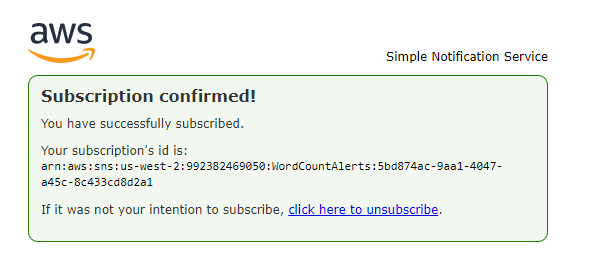 aws
Simple Notification Service
Subscription confirmed!
You have successfully subscribed.
Your subscription's id is:
arn:aws:sns:us-west-2:992382469050:WordCountAlerts:5bd874ac-9aa1-4047-
a45c-8c433cd8d2a1
If it was not your intention to subscribe, click here to unsubscribe.